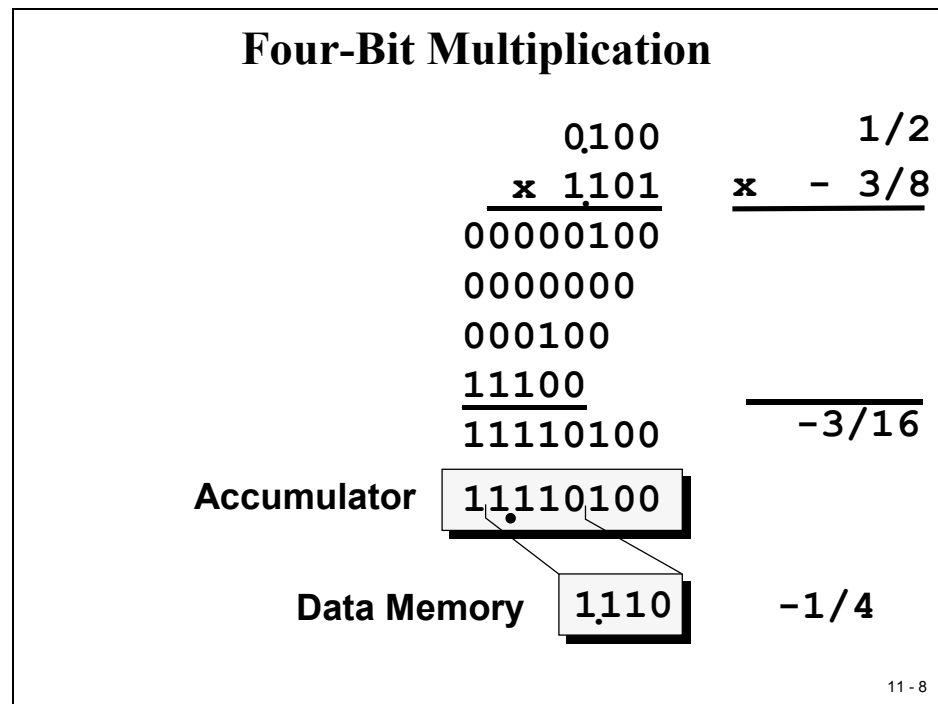 Four-Bit Multiplication
0.100 1/2
x 1.101 x - 3/8
00000100
0000000
000100
11100
11110100 -3/16
Accumulator 11.110100
Data Memory 1.110 -1/4
11 - 8